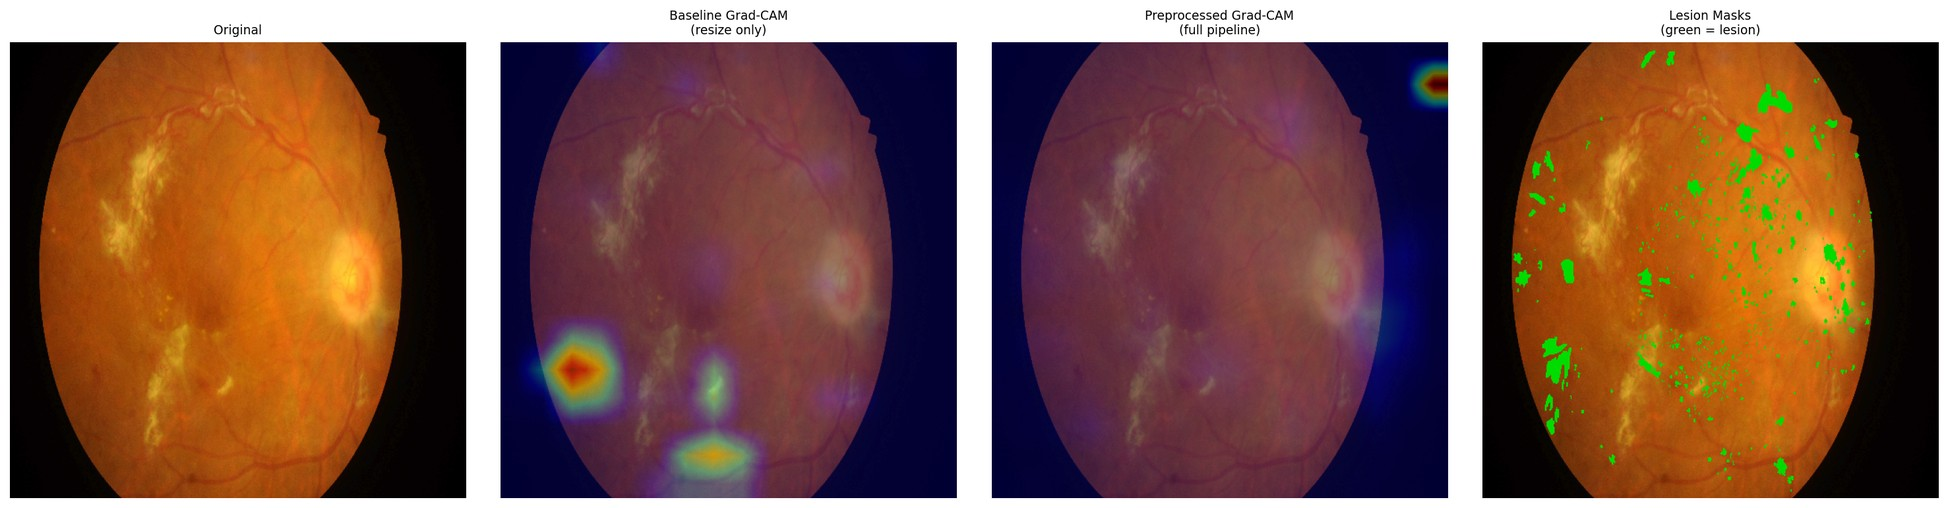 Original
Baseline Grad-CAM
(resize only)
Preprocessed Grad-CAM
(full pipeline)
Lesion Masks
(green = lesion)